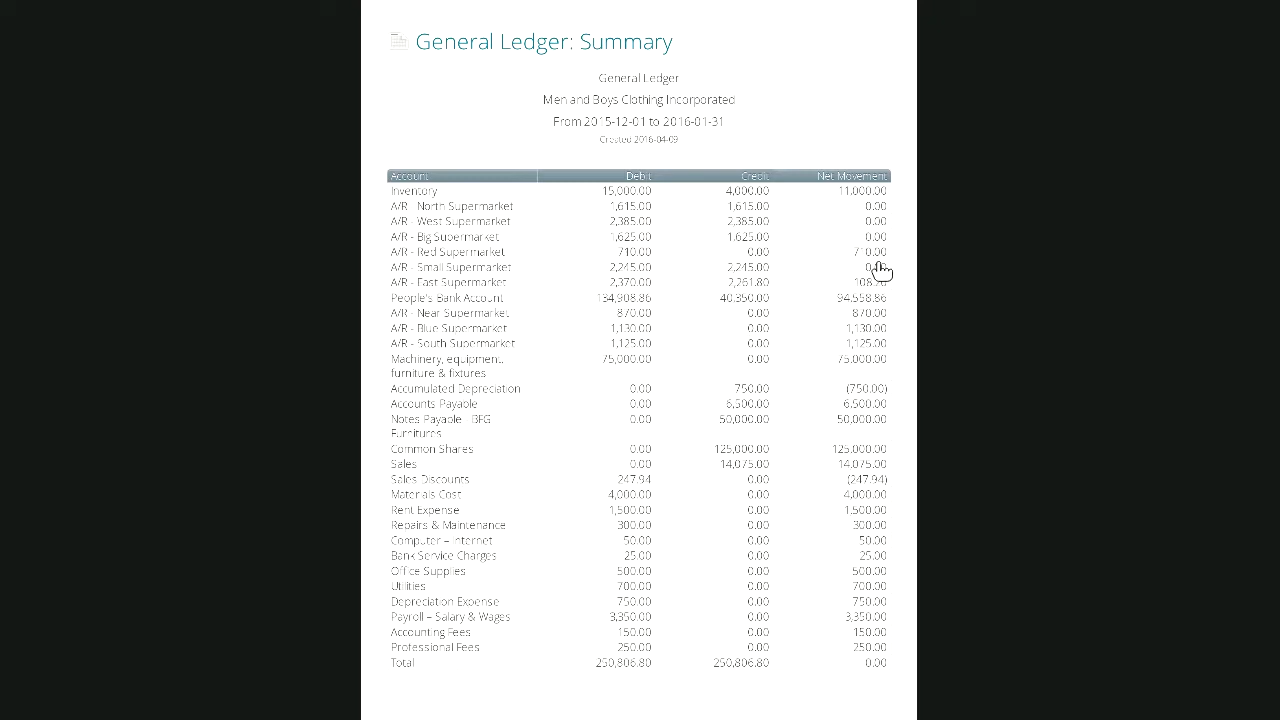 General Ledger: Summary
General Ledger
Men and Boys Clothing Incorporated
From 2015-12-01 to 2016-01-31
Created 2016-04-09
Account Debit Credit Net Movement
Inventory 15,000.00 4,000.00 11,000.00
A/R - North Supermarket 1,615.00 1,615.00 0.00
A/R - West Supermarket 2,385.00 2,385.00 0.00
A/R - Big Supermarket 1,625.00 1,625.00 0.00
A/R - Red Supermarket 710.00 0.00 710.00
A/R - Small Supermarket 2,245.00 2,245.00
A/R - East Supermarket 2,370.00 2,261.80
People's Bank Account 134,908.86 40,350.00 94,558.86
A/R - Near Supermarket 870.00 0.00 870.00
A/R - Blue Supermarket 1,130.00 0.00 1,130.00
A/R - South Supermarket 1,125.00 0.00 1,125.00
Machinery, equipment, 75,000.00 0.00 75,000.00
furniture & fixtures
Accumulated Depreciation 0.00 750.00 (750.00)
Accounts Payable 0.00 6,500.00 6,500.00
Notes Payable - BFG 0.00 50,000.00 50,000.00
Furnitures
Common Shares 0.00 125,000.00 125,000.00
Sales 0.00 14,075.00 14,075.00
Sales Discounts 247.94 0.00 (247.94)
Materials Cost 4,000.00 0.00 4,000.00
Rent Expense 1,500.00 0.00 1,500.00
Repairs & Maintenance 300.00 0.00 300.00
Computer – Internet 50.00 0.00 50.00
Bank Service Charges 25.00 0.00 25.00
Office Supplies 500.00 0.00 500.00
Utilities 700.00 0.00 700.00
Depreciation Expense 750.00 0.00 750.00
Payroll – Salary & Wages 3,350.00 0.00 3,350.00
Accounting Fees 150.00 0.00 150.00
Professional Fees 250.00 0.00 250.00
Total 250,806.80 250,806.80 0.00